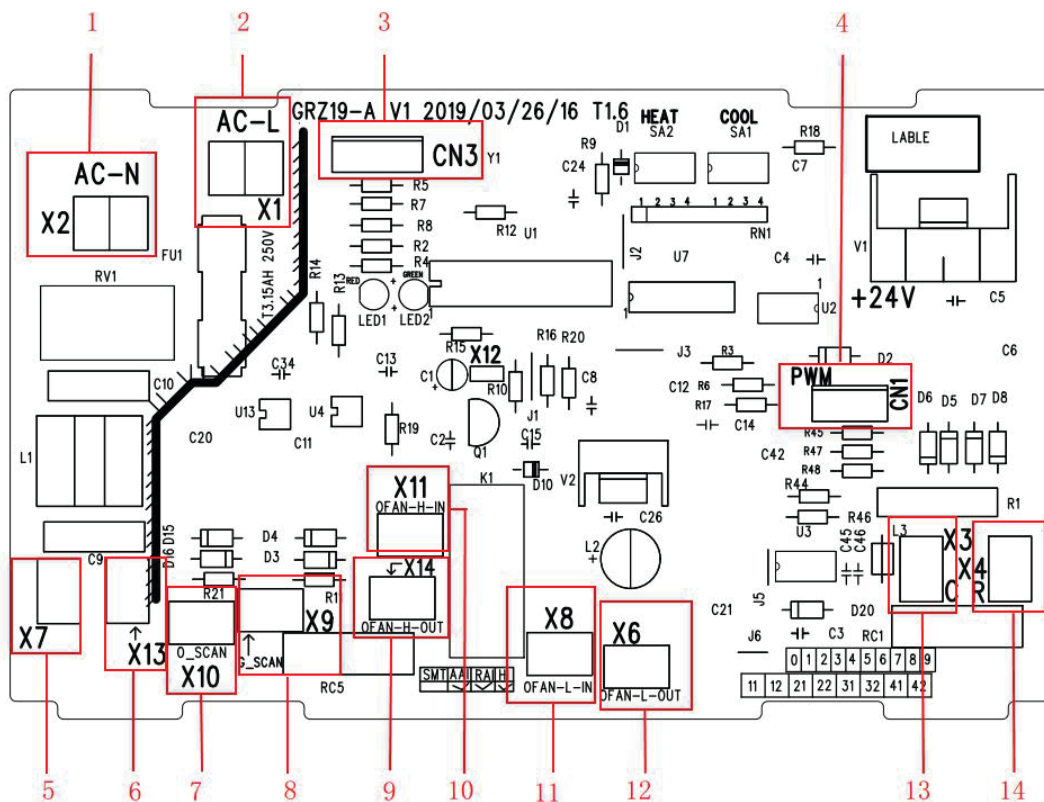 1
2
3
4
GRZ19-A V1 2019/03/26/16 T1.6
AC-L
X1
AC-N
X2
CN3
Y1
HEAT
SA2
COOL
SA1
D1
R9
C24
R18
C7
LABLE
R5
R7
R8
R2
R4
R12
U1
J2
1 2 3 4
1 2 3 4
RN1
FU1
T3.15AH 250V
RV1
R14
R13
RED
GREEN
LED1
LED2
U7
1
C4
1
U2
V1
+24V
C5
C6
R15
X12
C1
R10
R16
R20
J1
C8
J3
R3
R6
R17
C12
C14
D2
PWM
CN1
D6
D5
D7
D8
C10
C34
C13
U13
U4
C20
C11
R19
C2
Q1
C15
D10
K1
V2
C26
L2
R45
R47
R48
C42
R44
R46
U3
R1
L1
C9
D15
D16
D4
D3
R21
R1
X11
OFAN-H-IN
X14
OFAN-H-OUT
L3
X3
C
X4
R
C45
C46
J5
D20
C21
C3
RC1
J6
X7
X13
O_SCAN
X10
X9
G_SCAN
RC5
SMT AAI RAI HI
X8
OFAN-L-IN
X6
OFAN-L-OUT
0 1 2 3 4 5 6 7 8 9
11 12 21 22 31 32 41 42
5
6
7
8
9
10
11
12
13
14